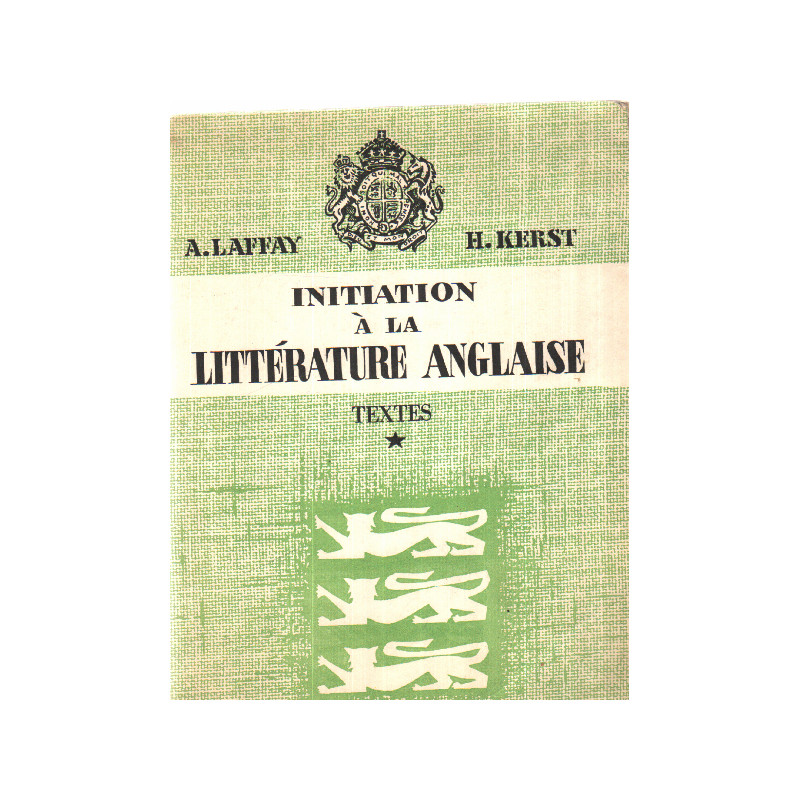 A. LAFFAY H. KERST
INITIATION
À LA
LITTÉRATURE ANGLAISE
TEXTES